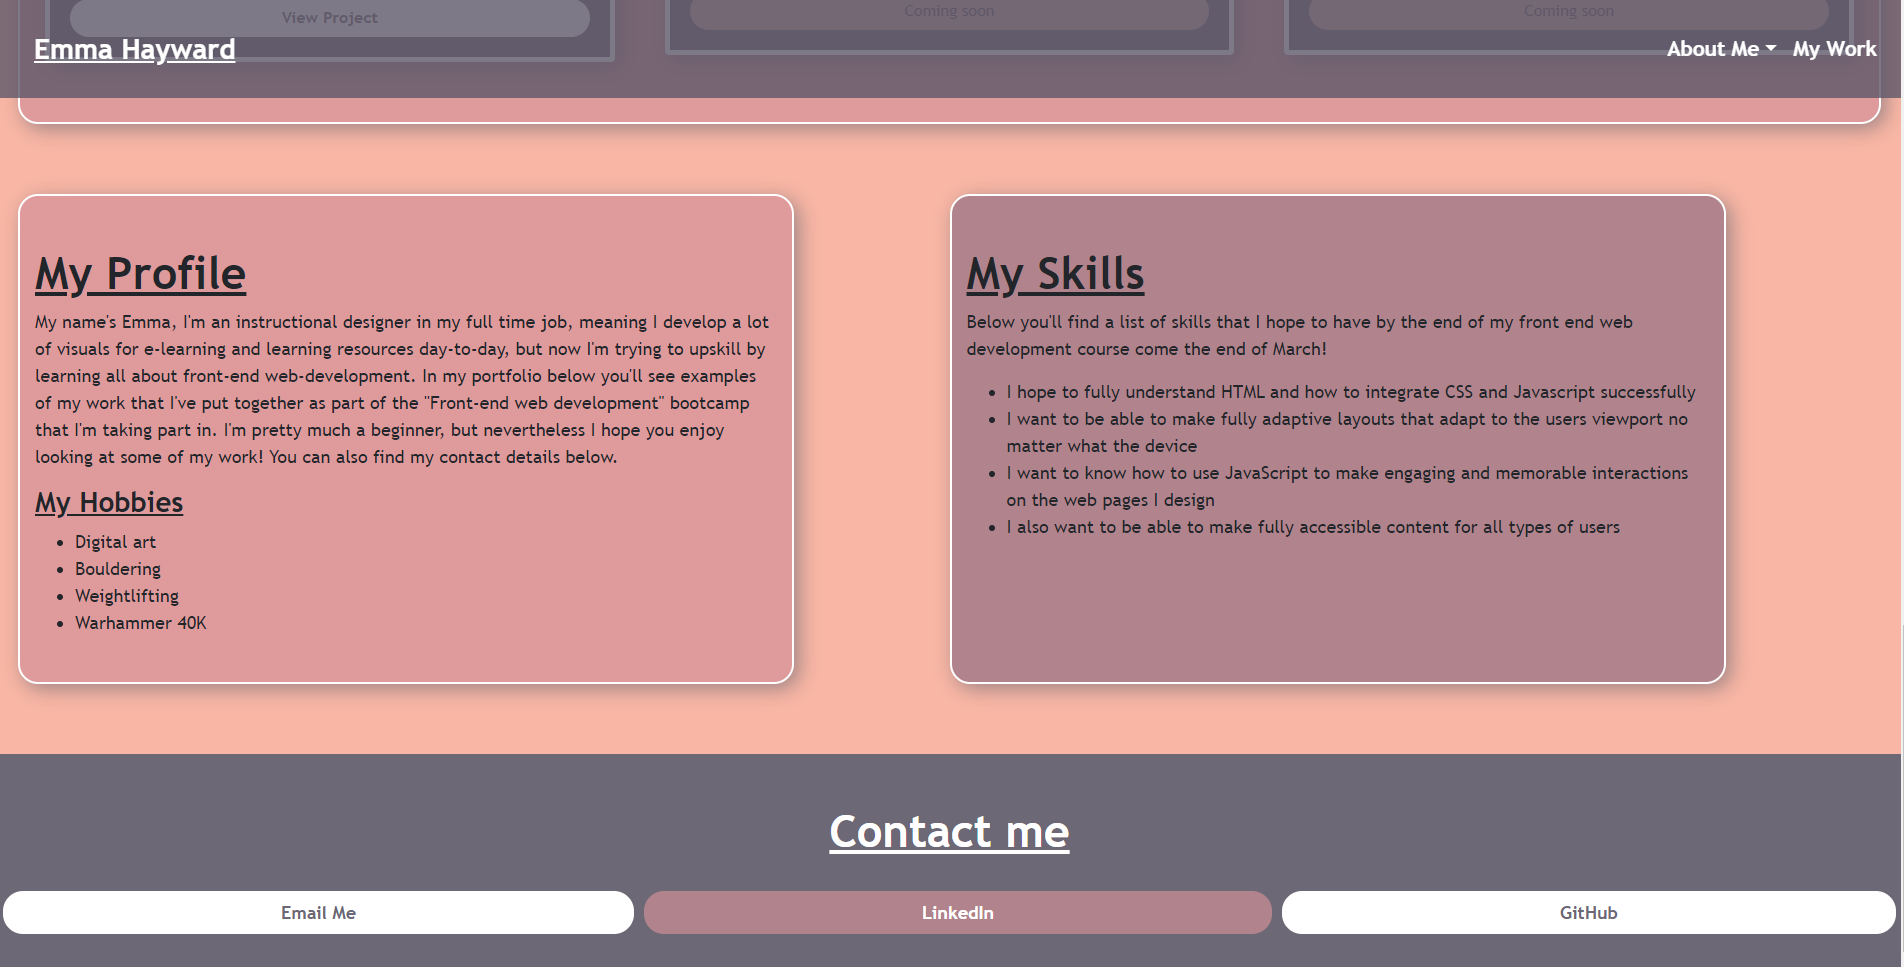 View Project
Coming soon
Coming soon
Emma Hayward
About Me
My Work
My Profile
My name's Emma, I'm an instructional designer in my full time job, meaning I develop a lot
of visuals for e-learning and learning resources day-to-day, but now I'm trying to upskill by
learning all about front-end web-development. In my portfolio below you'll see examples
of my work that I've put together as part of the "Front-end web development" bootcamp
that I'm taking part in. I'm pretty much a beginner, but nevertheless I hope you enjoy
looking at some of my work! You can also find my contact details below.
My Hobbies
• Digital art
• Bouldering
• Weightlifting
• Warhammer 40K
My Skills
Below you'll find a list of skills that I hope to have by the end of my front end web
development course come the end of March!
• I hope to fully understand HTML and how to integrate CSS and Javascript successfully
• I want to be able to make fully adaptive layouts that adapt to the users viewport no
matter what the device
• I want to know how to use JavaScript to make engaging and memorable interactions
on the web pages I design
• I also want to be able to make fully accessible content for all types of users
Contact me
Email Me
LinkedIn
GitHub